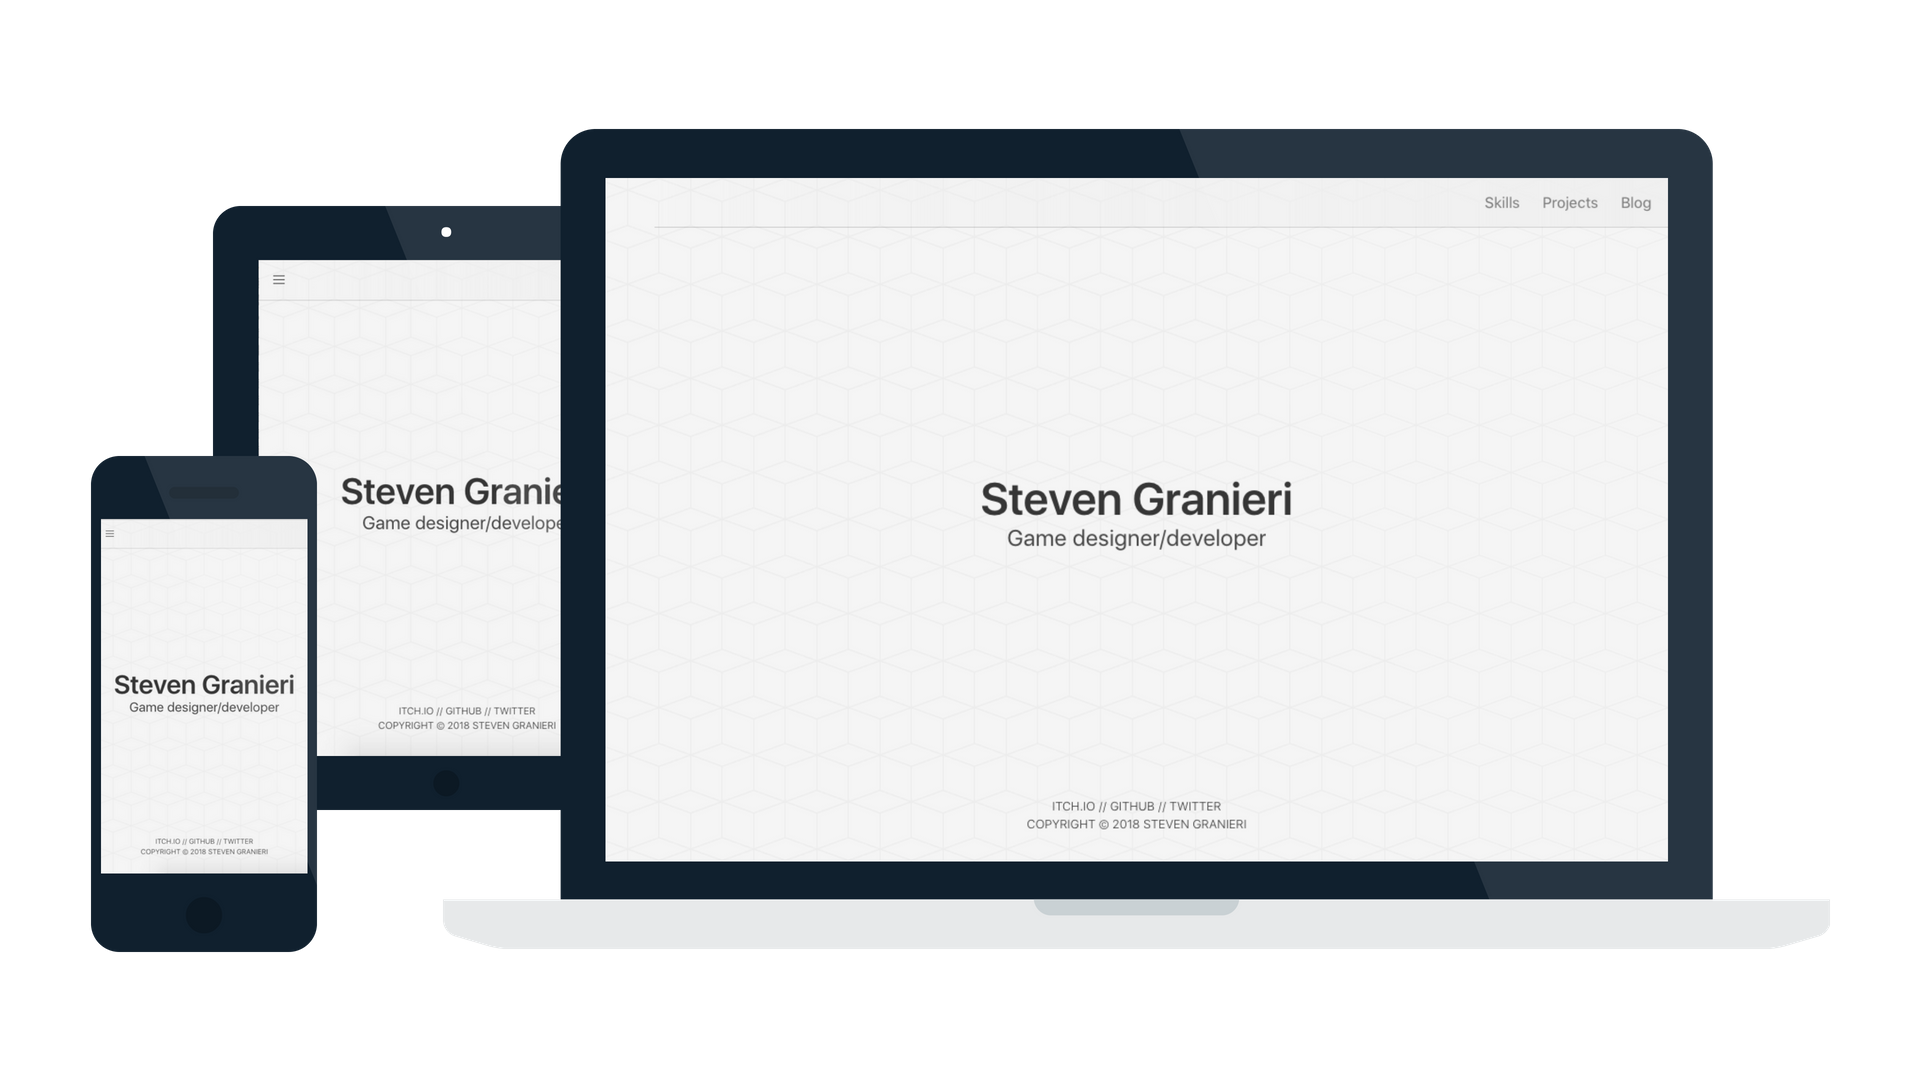 Skills Projects Blog
Steven Granieri
Game designer/developer
ITCH.IO // GITHUB // TWITTER
COPYRIGHT © 2018 STEVEN GRANIERI
Steven Granie
Game designer/develope
ITCH.IO // GITHUB // TWITTER
COPYRIGHT © 2018 STEVEN GRANIERI
Steven Granieri
Game designer/developer
ITCH.IO // GITHUB // TWITTER
COPYRIGHT © 2018 STEVEN GRANIERI